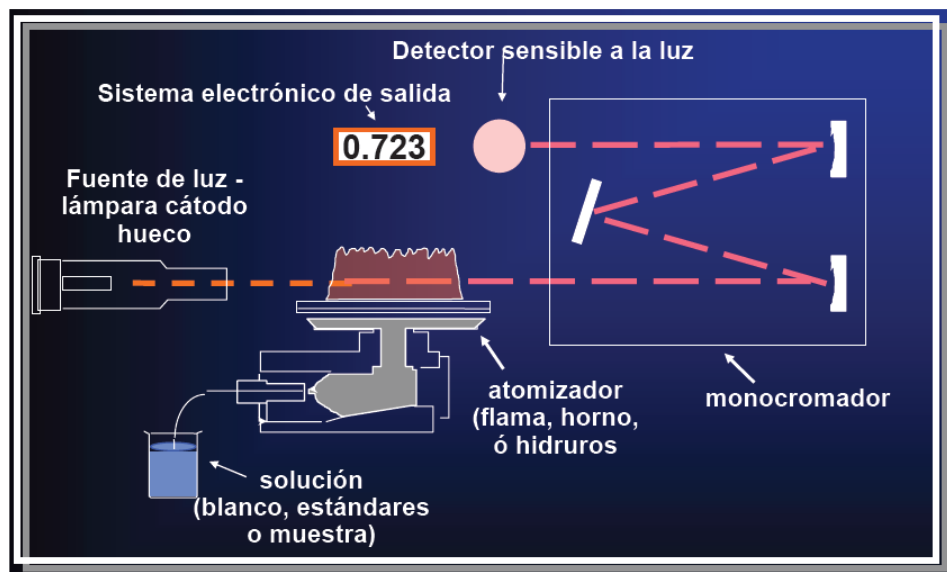 Detector sensible a la luz
Sistema electrónico de salida
0.723
Fuente de luz -
lámpara cátodo
hueco
atomizador
(flama, horno,
ó hidruros
monocromador
solución
(blanco, estándares
o muestra)